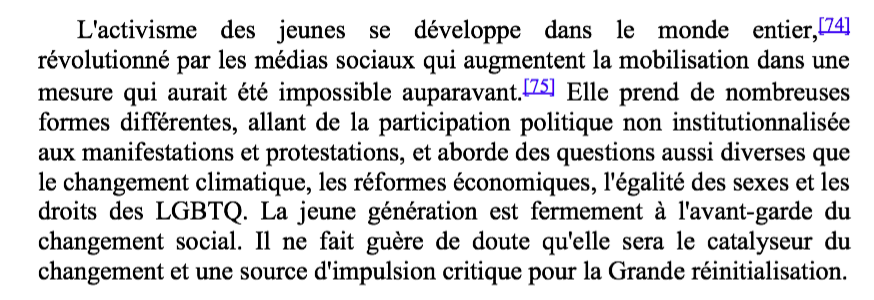 L'activisme des jeunes se développe dans le monde entier,[74]
révolutionné par les médias sociaux qui augmentent la mobilisation dans une
mesure qui aurait été impossible auparavant.[75] Elle prend de nombreuses
formes différentes, allant de la participation politique non institutionnalisée
aux manifestations et protestations, et aborde des questions aussi diverses que
le changement climatique, les réformes économiques, l'égalité des sexes et les
droits des LGBTQ. La jeune génération est fermement à l'avant-garde du
changement social. Il ne fait guère de doute qu'elle sera le catalyseur du
changement et une source d'impulsion critique pour la Grande réinitialisation.